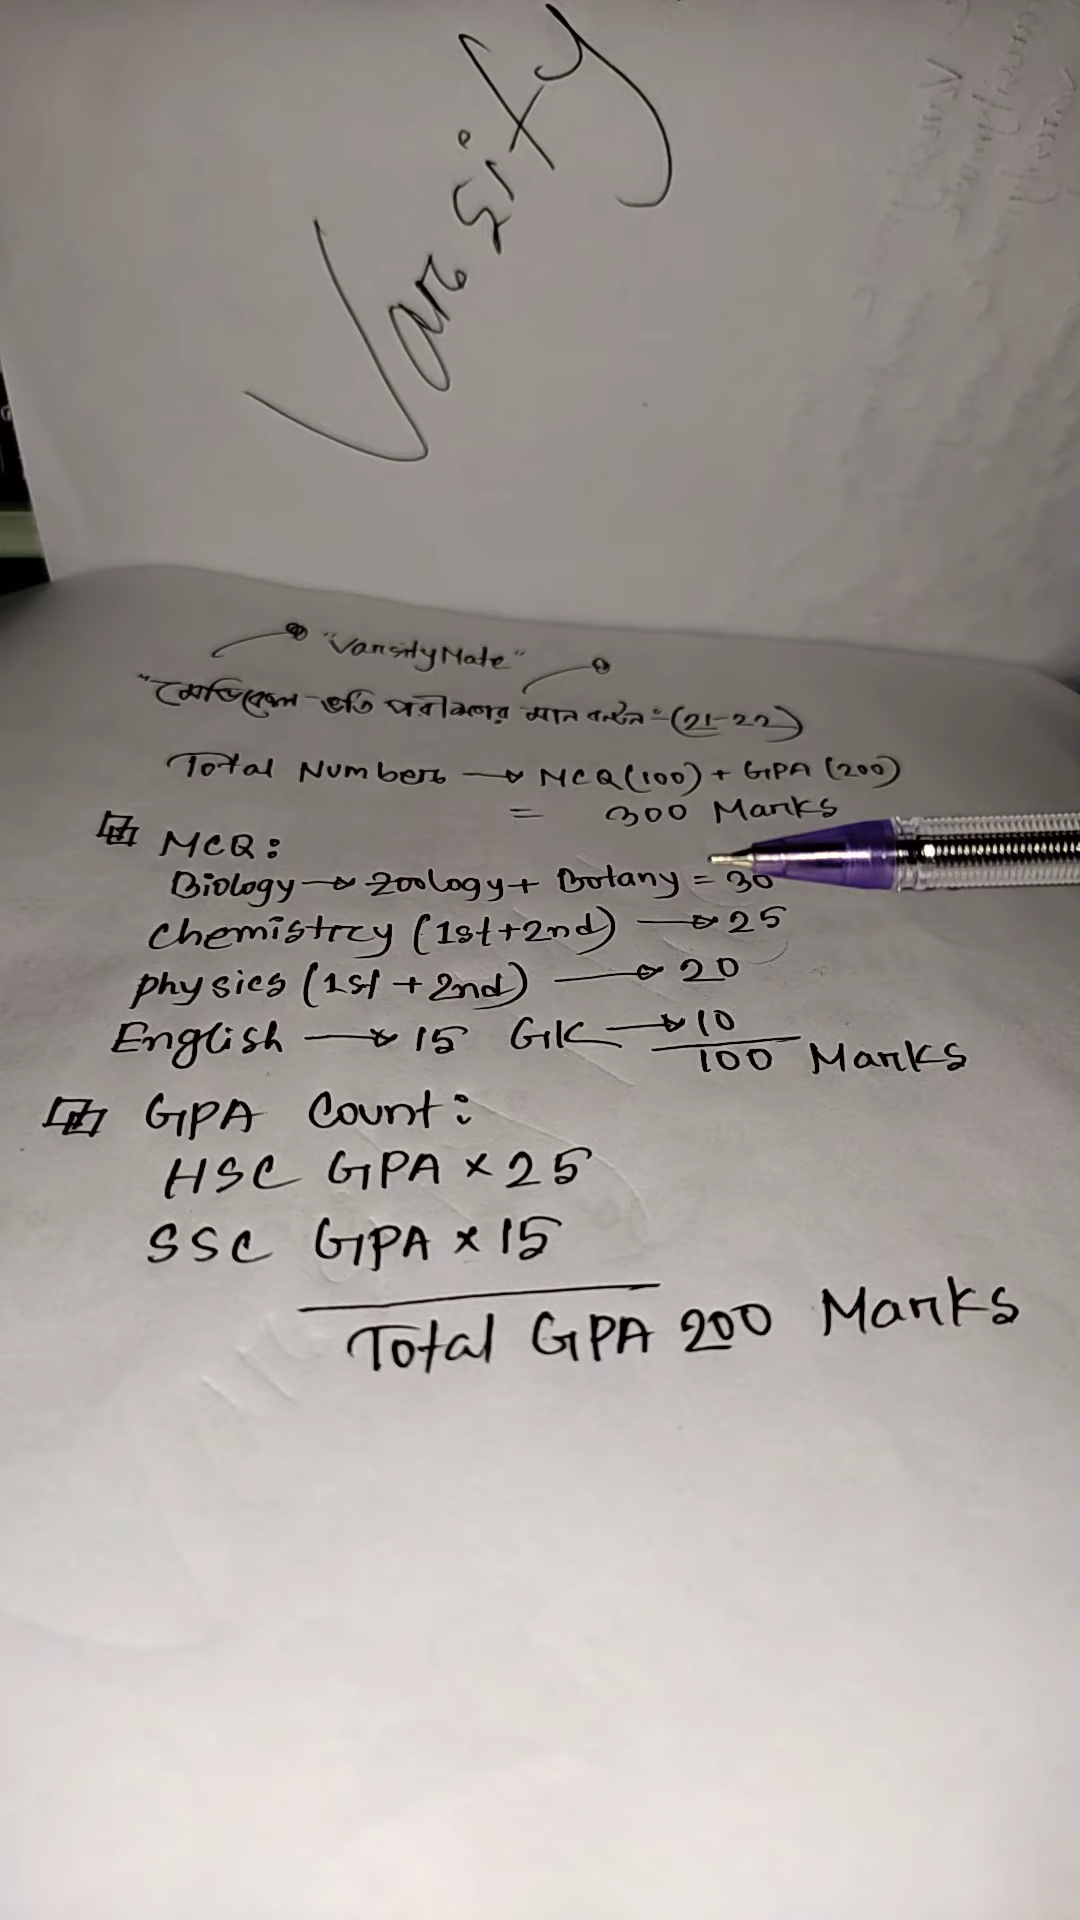 Varsity
"VarsityMate"
"মেডিকেল ভর্তি পরীক্ষার মান বন্টন :- (21-22)
Total Number → MCQ (100) + GPA (200)
= 300 Marks
MCQ:
Biology → Zoology + Botany = 30
Chemistry (1st+2nd) → 25
physics (1st + 2nd) → 20
English → 15 GK → 10
100 Marks
GPA Count:
HSC GPA × 25
SSC GPA × 15
Total GPA 200 Marks